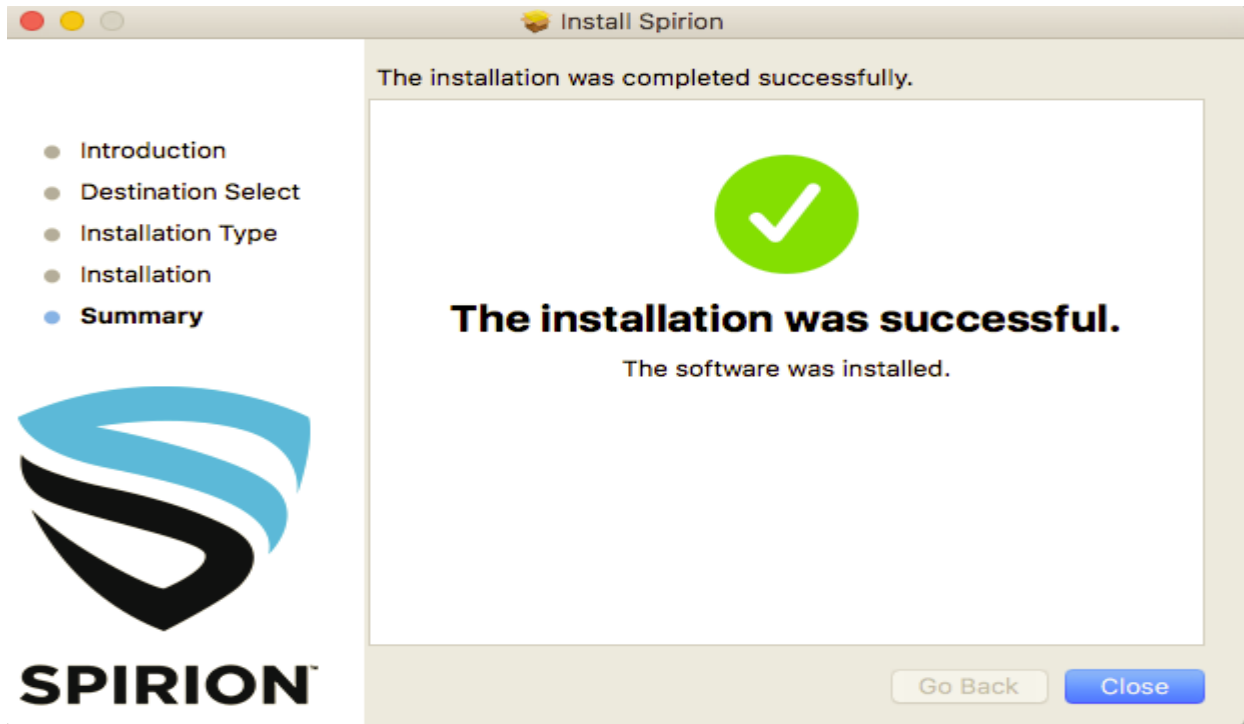 Install Spirion
The installation was completed successfully.
Introduction
Destination Select
Installation Type
Installation
Summary
The installation was successful.
The software was installed.
SPIRION™
Go Back
Close